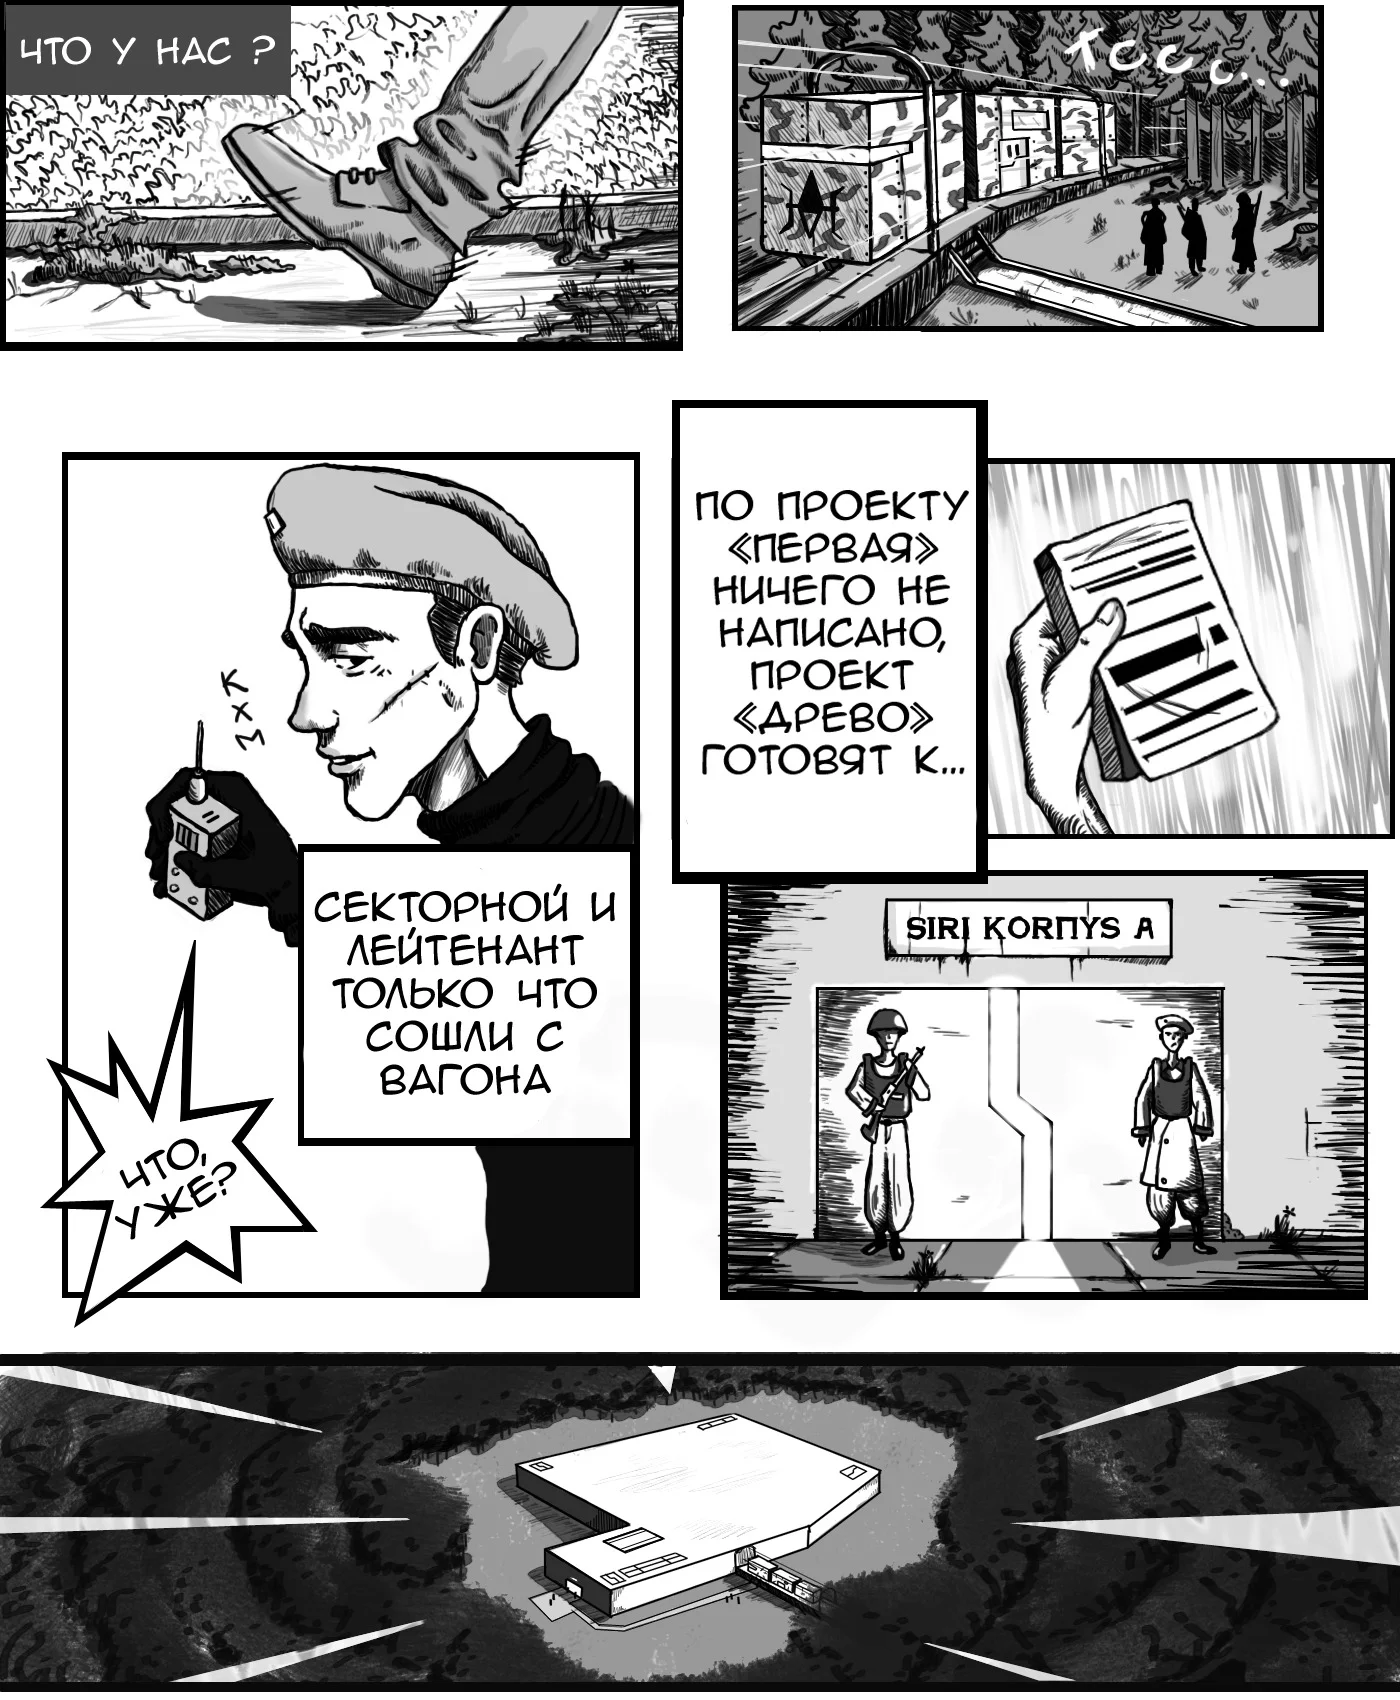 ЧТО У НАС ?
ТССС...
ПО ПРОЕКТУ
《ПЕРВАЯ》
НИЧЕГО НЕ
НАПИСАНО,
ПРОЕКТ
《ДРЕВО》
ГОТОВЯТ К...
МХК
СЕКТОРНОЙ И
ЛЕЙТЕНАНТ
ТОЛЬКО ЧТО
СОШЛИ С
ВАГОНА
ЧТО,
УЖЕ?
SIRI KORПYS A